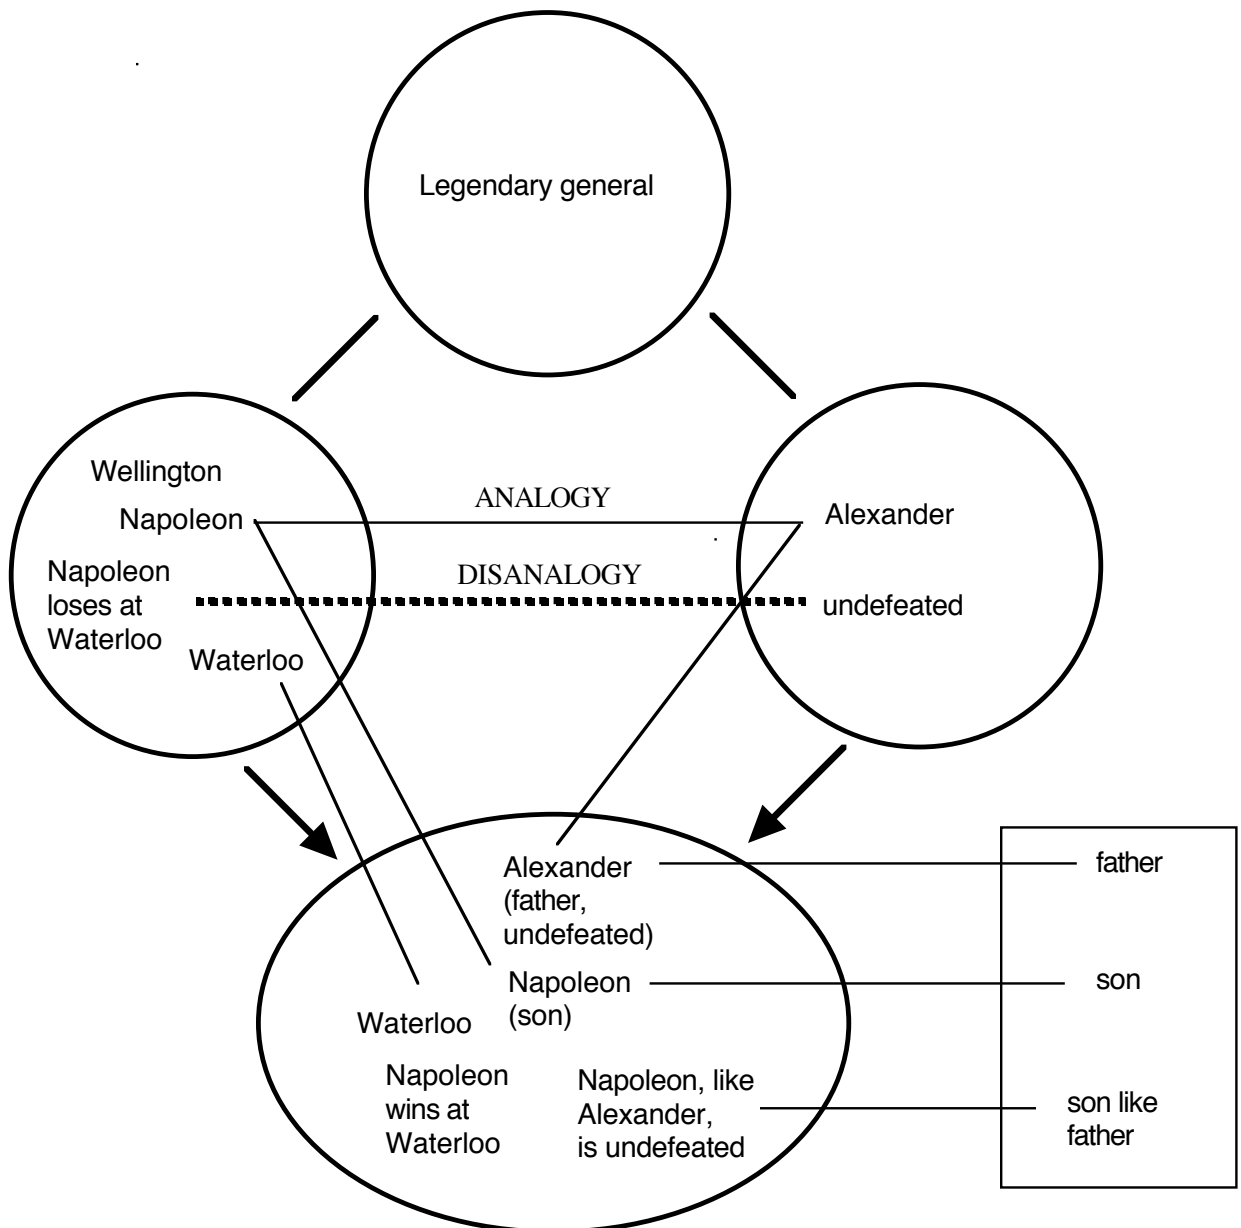 Legendary general
Wellington
Napoleon
Napoleon
loses at
Waterloo
Waterloo
ANALOGY
DISANALOGY
Alexander
undefeated
Alexander
(father,
undefeated)
Napoleon
(son)
Waterloo
Napoleon
wins at
Waterloo
Napoleon, like
Alexander,
is undefeated
father
son
son like
father